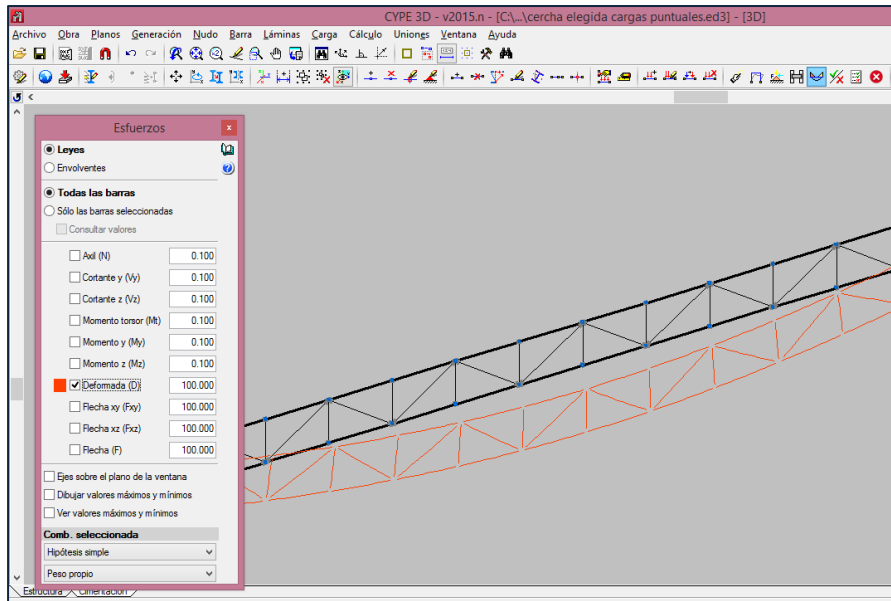 CYPE 3D - v2015.n - [C:\...\cercha elegida cargas puntuales.ed3] - [3D]
Archivo Obra Planos Generación Nudo Barra Láminas Carga Cálculo Uniones Ventana Ayuda
Esfuerzos
x
Leyes
Envolventes
Todas las barras
Sólo las barras seleccionadas
Consultar valores
Axil (N) 0.100
Cortante y (Vy) 0.100
Cortante z (Vz) 0.100
Momento torsor (Mt) 0.100
Momento y (My) 0.100
Momento z (Mz) 0.100
Deformada (D) 100.000
Flecha xy (Fxy) 100.000
Flecha xz (Fxz) 100.000
Flecha (F) 100.000
Ejes sobre el plano de la ventana
Dibujar valores máximos y mínimos
Ver valores máximos y mínimos
Comb. seleccionada
Hipótesis simple
Peso propio
Estructura Cimentación